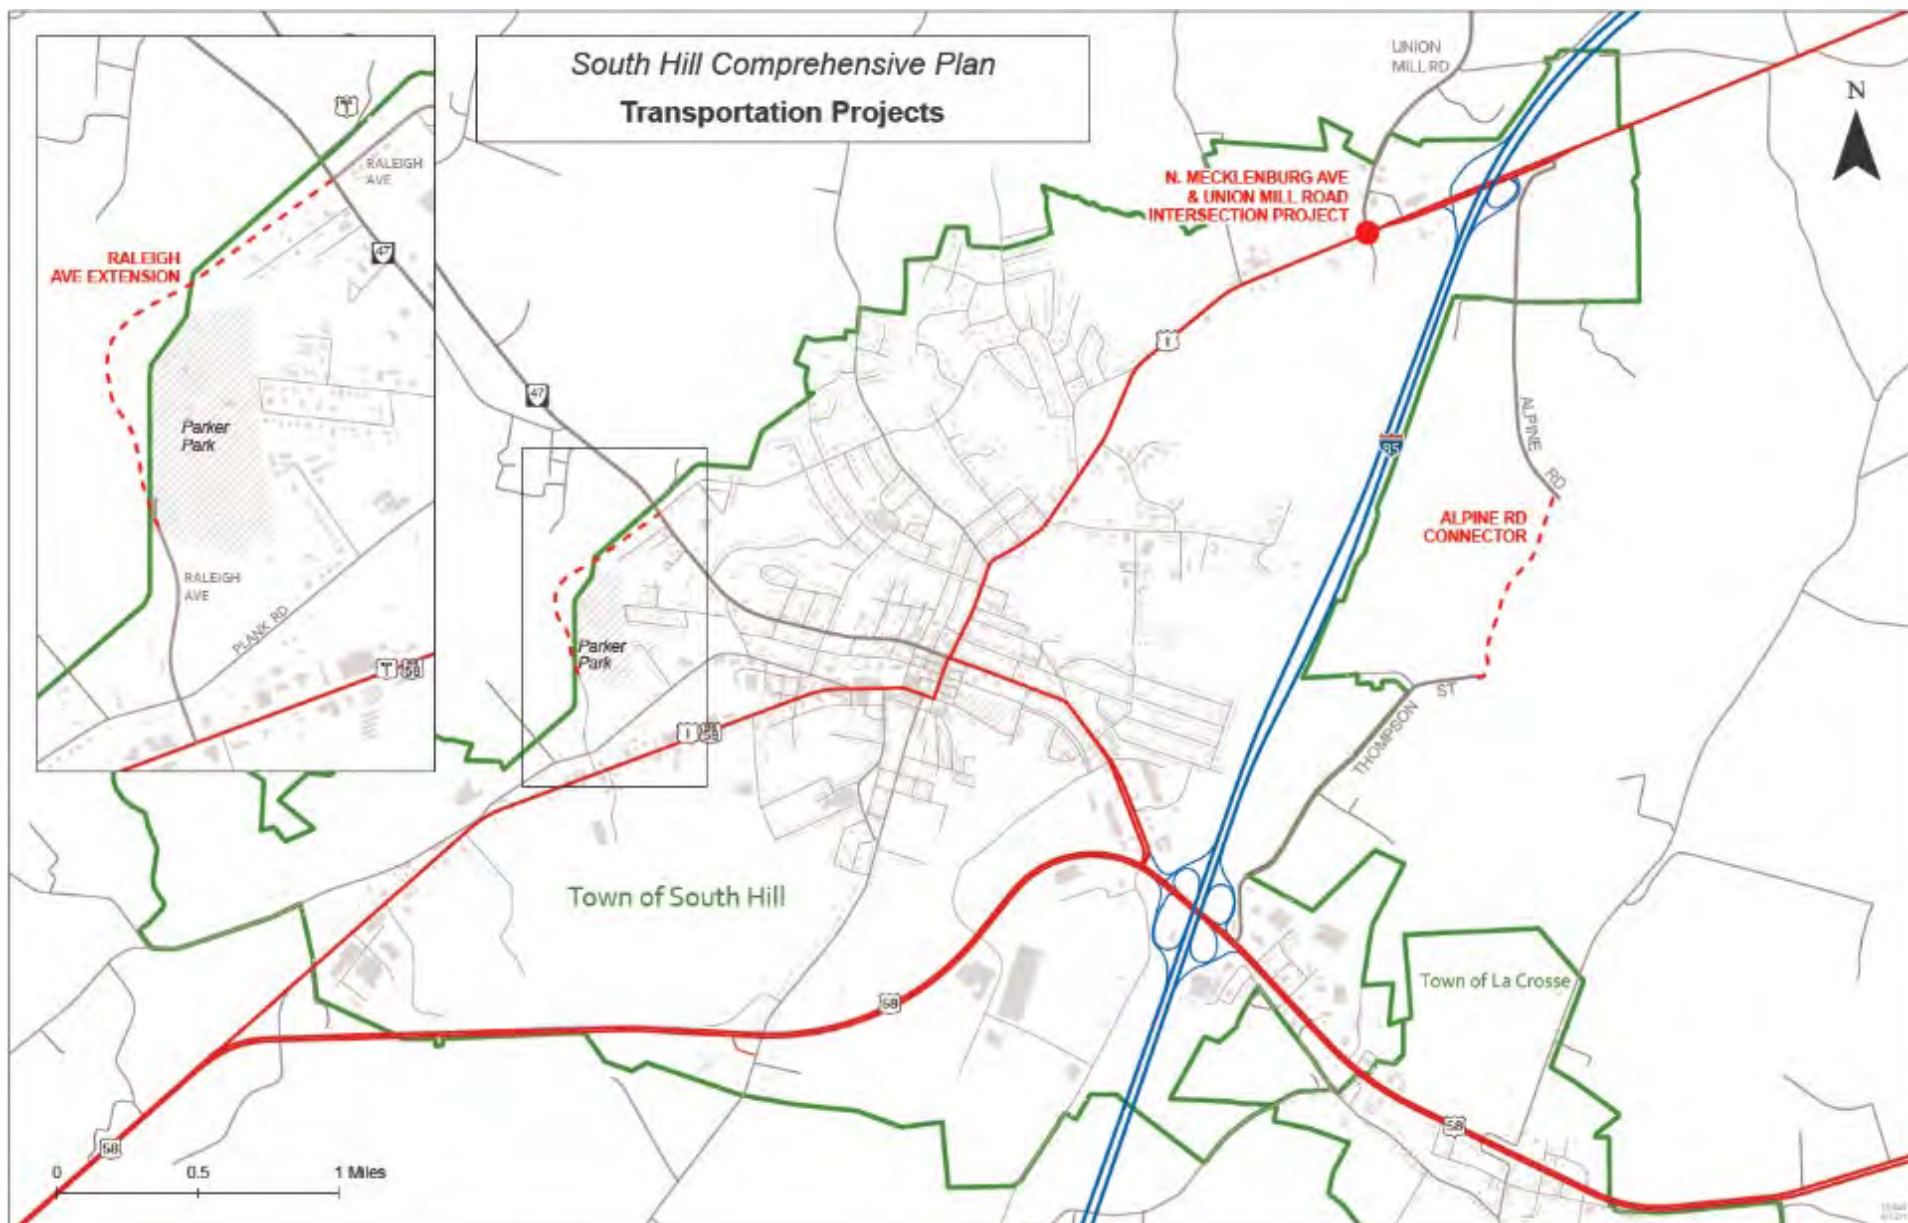 South Hill Comprehensive Plan
Transportation Projects
UNION
MILL RD
N
N. MECKLENBURG AVE
& UNION MILL ROAD
INTERSECTION PROJECT
RALEIGH
AVE
47
RALEIGH
AVE EXTENSION
Parker
Park
RALEIGH
AVE
PLANK RD
58
47
1
85
ALPINE RD
ALPINE RD
CONNECTOR
Parker
Park
1 58
THOMPSON ST
Town of South Hill
58
Town of La Crosse
58
58
0 0.5 1 Miles